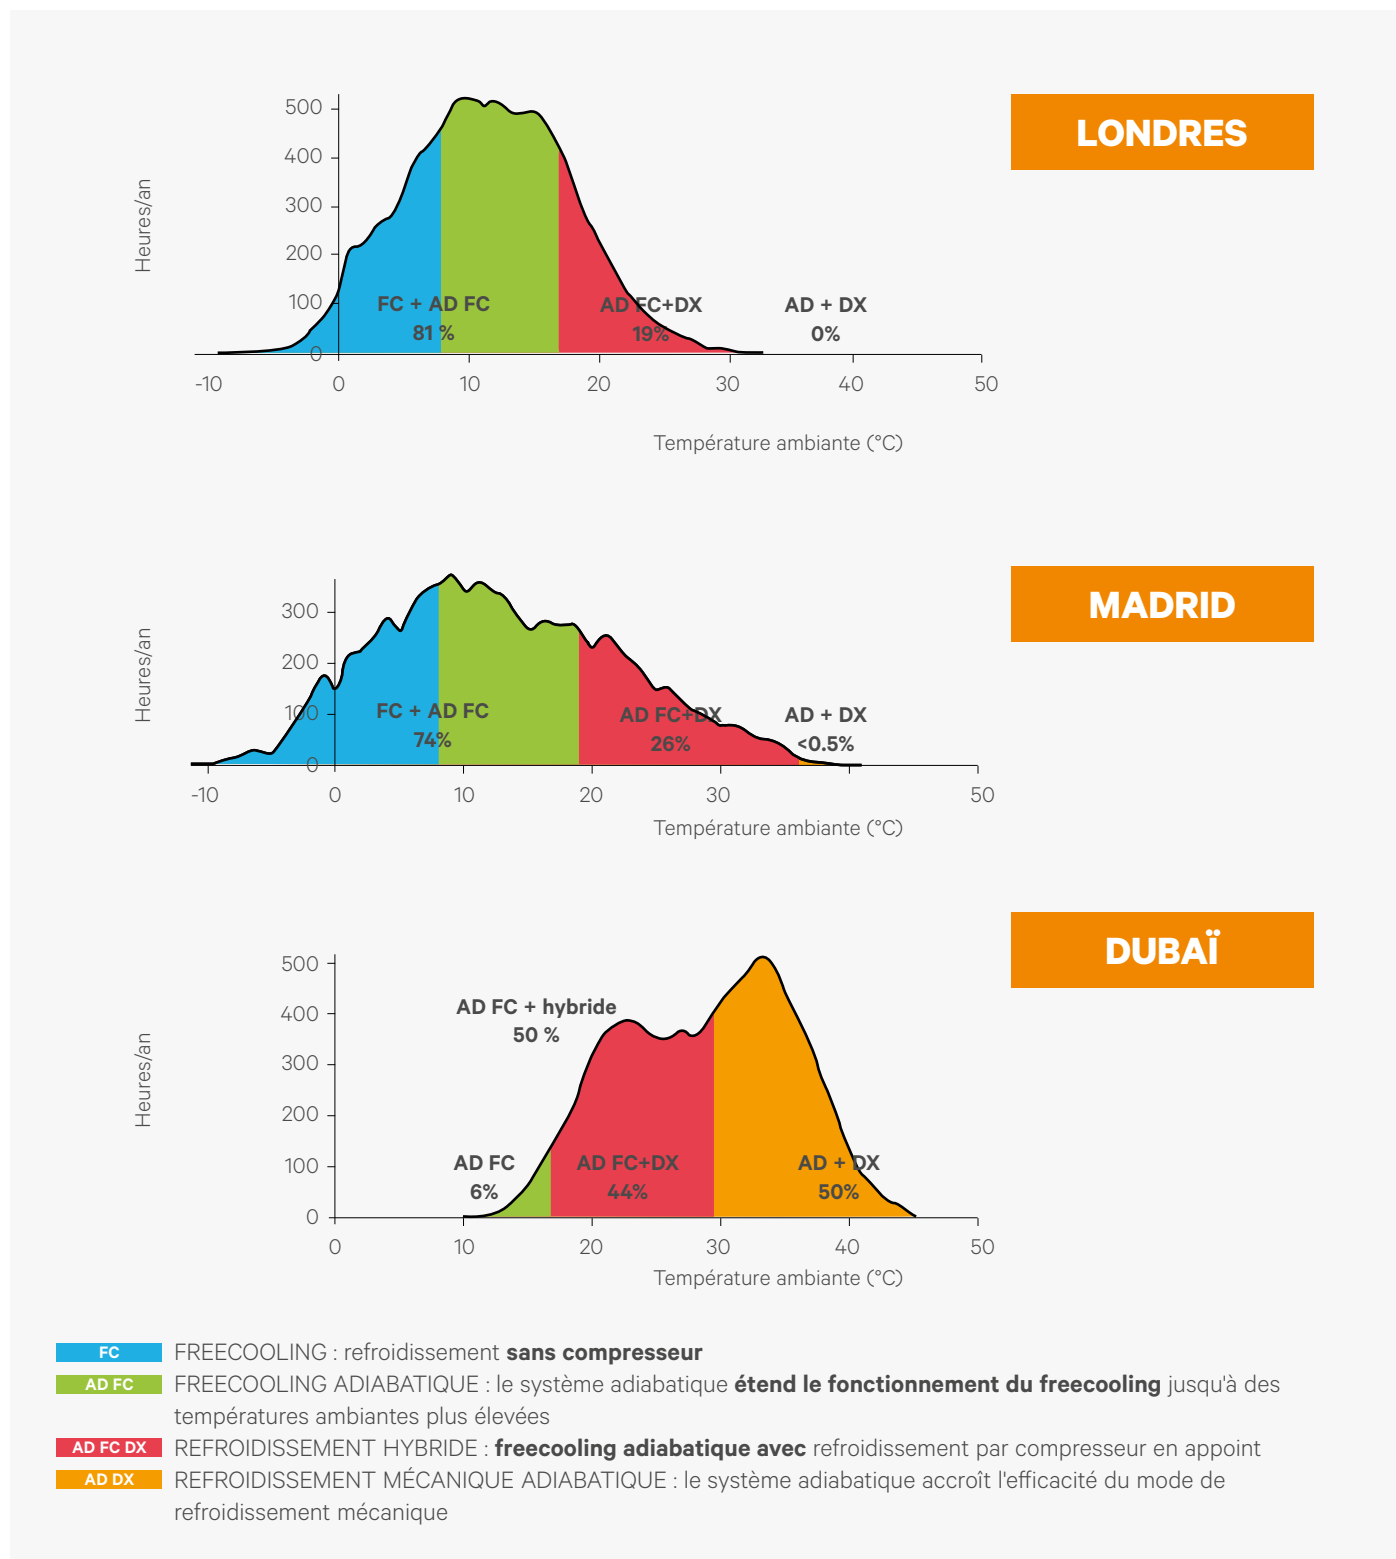 LONDRES
Heures/an
500
400
300
200
100
0
FC + AD FC
81 %
AD FC+DX
19%
AD + DX
0%
-10 0 10 20 30 40 50
Température ambiante (°C)
MADRID
Heures/an
300
200
100
0
FC + AD FC
74%
AD FC+DX
26%
AD + DX
<0.5%
-10 0 10 20 30 50
Température ambiante (°C)
DUBAÏ
Heures/an
500
400
300
200
100
0
AD FC + hybride
50 %
AD FC
6%
AD FC+DX
44%
AD + DX
50%
0 10 20 30 40 50
Température ambiante (°C)
FC FREECOOLING : refroidissement sans compresseur
AD FC FREECOOLING ADIABATIQUE : le système adiabatique étend le fonctionnement du freecooling jusqu'à des
températures ambiantes plus élevées
AD FC DX REFROIDISSEMENT HYBRIDE : freecooling adiabatique avec refroidissement par compresseur en appoint
AD DX REFROIDISSEMENT MÉCANIQUE ADIABATIQUE : le système adiabatique accroît l'efficacité du mode de
refroidissement mécanique